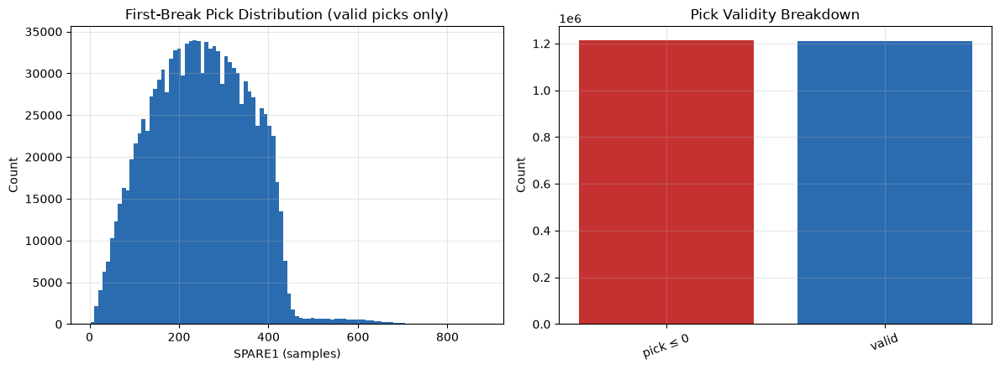 First-Break Pick Distribution (valid picks only)
35000
30000
25000
20000
15000
10000
5000
0
Count
0 200 400 600 800
SPARE1 (samples)
Pick Validity Breakdown
1e6
1.2
1.0
0.8
0.6
0.4
0.2
0.0
Count
pick ≤ 0
valid